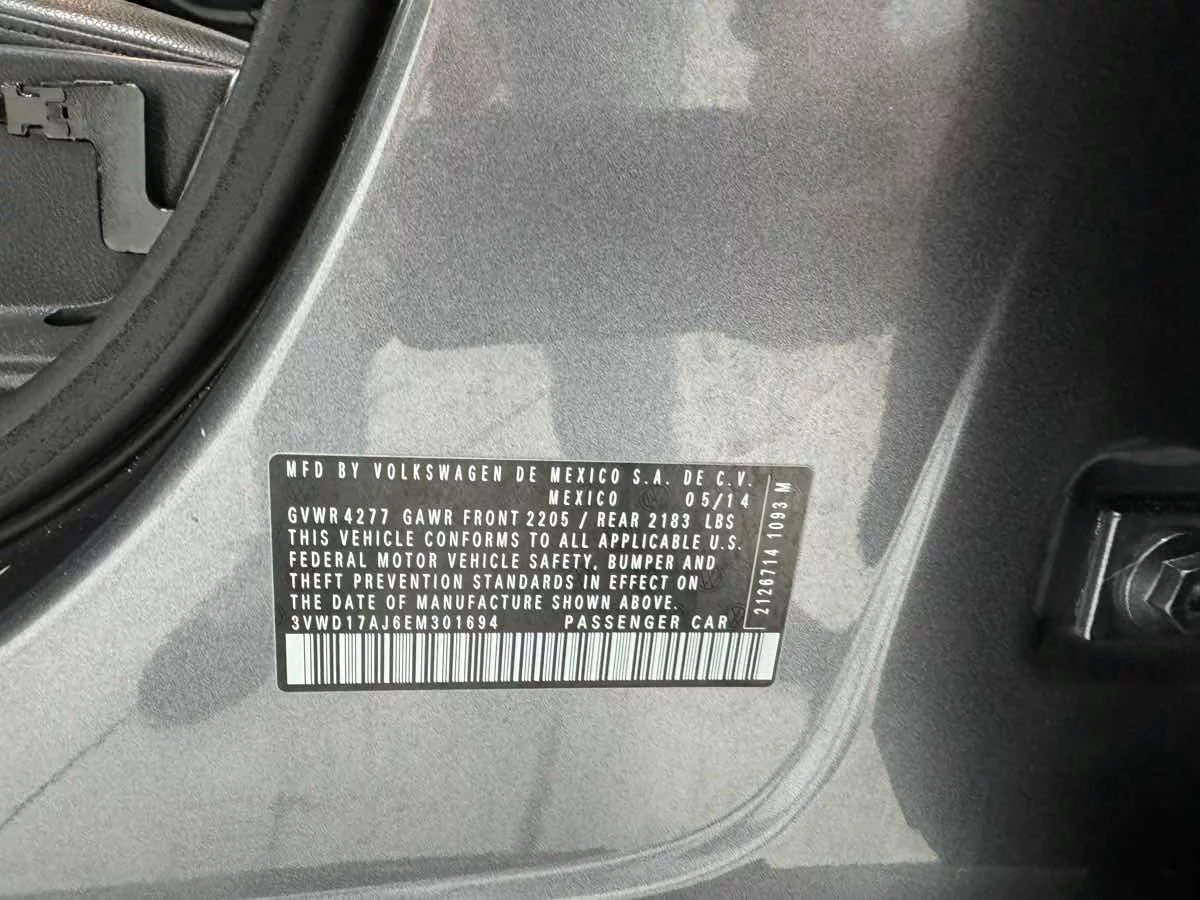 MFD BY VOLKSWAGEN DE MEXICO S.A. DE C.V.
MEXICO 05/14
GVWR 4277 GAWR FRONT 2205 / REAR 2183 LBS
THIS VEHICLE CONFORMS TO ALL APPLICABLE U.S.
FEDERAL MOTOR VEHICLE SAFETY, BUMPER AND
THEFT PREVENTION STANDARDS IN EFFECT ON
THE DATE OF MANUFACTURE SHOWN ABOVE.
3VWD17AJ6EM301694 PASSENGER CAR
2126714 1093 M